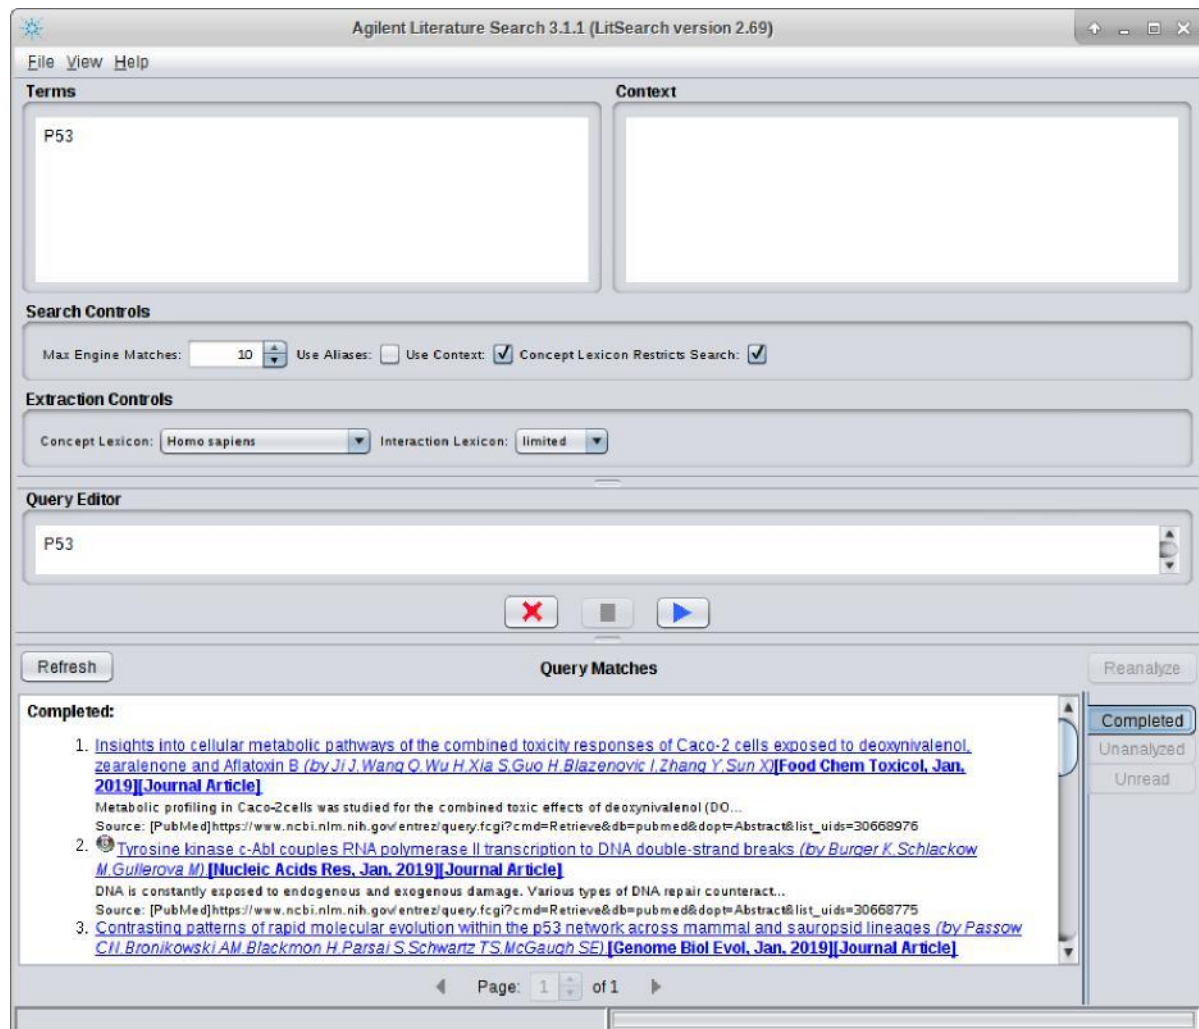 Agilent Literature Search 3.1.1 (LitSearch version 2.69)
File View Help
Terms
Context
P53
Search Controls
Max Engine Matches: 10 Use Aliases: Use Context: Concept Lexicon Restricts Search:
Extraction Controls
Concept Lexicon: Homo sapiens Interaction Lexicon: limited
Query Editor
P53
Refresh
Query Matches
Reanalyze
Completed:
1. Insights into cellular metabolic pathways of the combined toxicity responses of Caco-2 cells exposed to deoxynivalenol,
zearalenone and Aflatoxin B (by Ji J,Wang Q,Wu H,Xia S,Guo H,Blazenovic I,Zhang Y,Sun X)[Food Chem Toxicol, Jan,
2019][Journal Article]
Metabolic profiling in Caco-2cells was studied for the combined toxic effects of deoxynivalenol (DO...
Source: [PubMed]https://www.ncbi.nlm.nih.gov/entrez/query.fcgi?cmd=Retrieve&db=pubmed&dopt=Abstract&list_uids=30668976
2. Tyrosine kinase c-Abl couples RNA polymerase II transcription to DNA double-strand breaks (by Burger K,Schlackow
M,Gullerova M).[Nucleic Acids Res, Jan, 2019][Journal Article]
DNA is constantly exposed to endogenous and exogenous damage. Various types of DNA repair counteract...
Source: [PubMed]https://www.ncbi.nlm.nih.gov/entrez/query.fcgi?cmd=Retrieve&db=pubmed&dopt=Abstract&list_uids=30668775
3. Contrasting patterns of rapid molecular evolution within the p53 network across mammal and sauropsid lineages (by Passow
CN,Bronikowski AM,Blackmon H,Parsai S,Schwartz TS,McGaugh SE).[Genome Biol Evol, Jan, 2019][Journal Article]
Completed
Unanalyzed
Unread
Page: 1 of 1